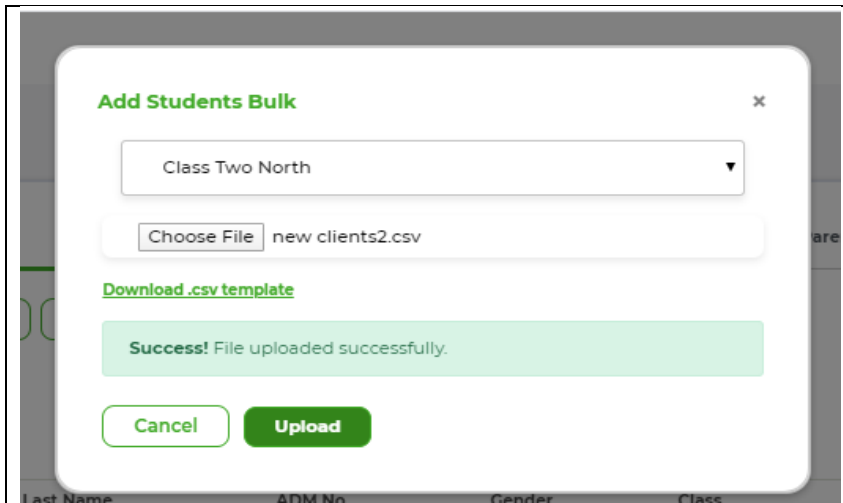 Add Students Bulk ×
Class Two North ▼
Choose File new clients2.csv
Download .csv template
Success! File uploaded successfully.
Cancel Upload
Last Name ADM No Gender Class